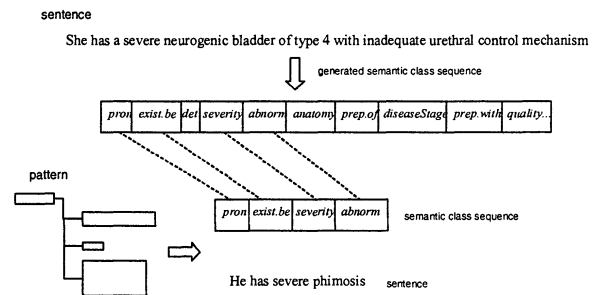 sentence
She has a severe neurogenic bladder of type 4 with inadequate urethral control mechanism
generated semantic class sequence
pron exist.be det severity abnorm anatomy prep.of diseaseStage prep.with quality...
pattern
pron exist.be severity abnorm
semantic class sequence
He has severe phimosis
sentence